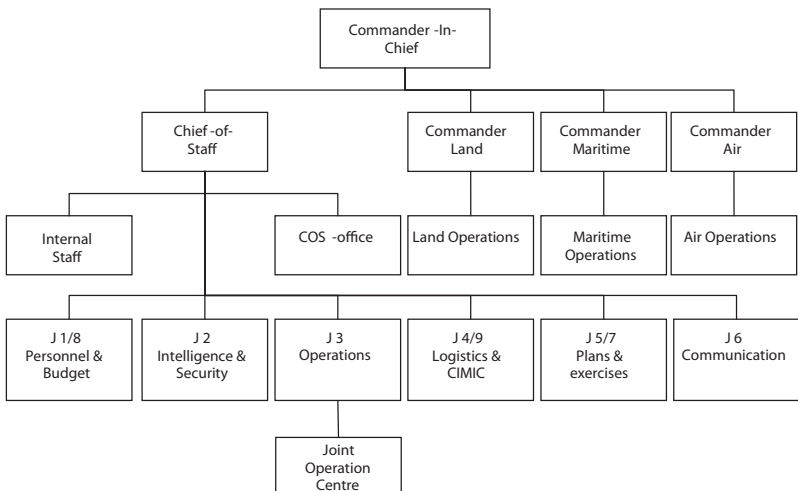 Commander -In-
Chief
Chief -of-
Staff
Commander
Land
Commander
Maritime
Commander
Air
Internal
Staff
COS -office
Land Operations
Maritime
Operations
Air Operations
J 1/8
Personnel &
Budget
J 2
Intelligence &
Security
J 3
Operations
J 4/9
Logistics &
CIMIC
J 5/7
Plans &
exercises
J 6
Communication
Joint
Operation
Centre